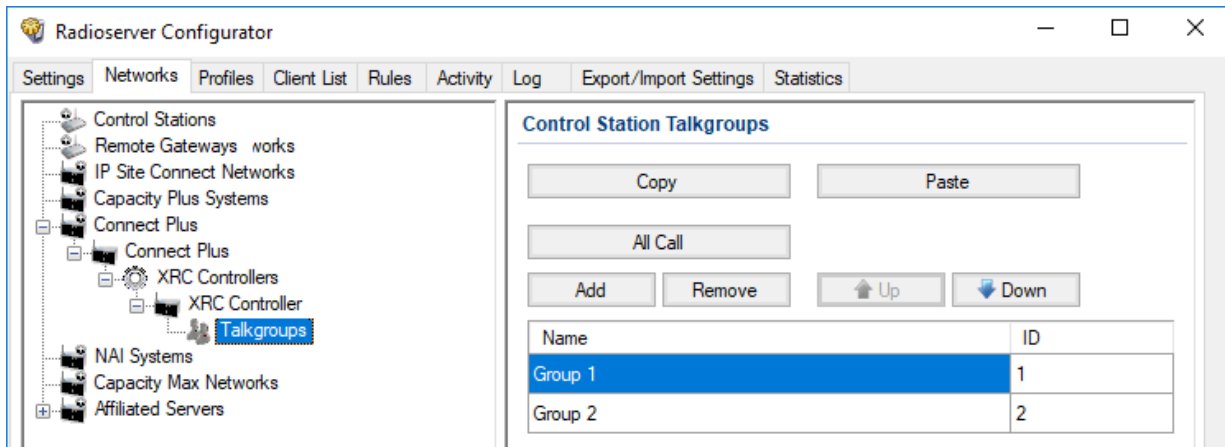 Radioserver Configurator
Settings Networks Profiles Client List Rules Activity Log Export/Import Settings Statistics
Control Stations
Remote Gateways works
IP Site Connect Networks
Capacity Plus Systems
Connect Plus
Connect Plus
XRC Controllers
XRC Controller
Talkgroups
NAI Systems
Capacity Max Networks
Affiliated Servers
Control Station Talkgroups
Copy Paste
All Call
Add Remove Up Down
Name ID
Group 1 1
Group 2 2